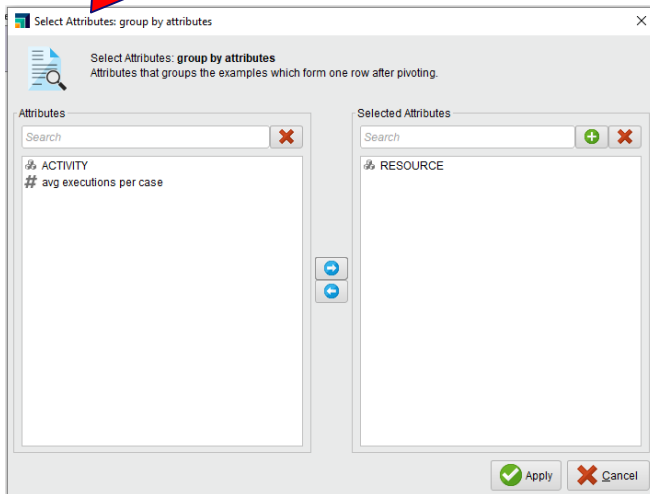 Select Attributes: group by attributes
Select Attributes: group by attributes
Attributes that groups the examples which form one row after pivoting.
Attributes
Selected Attributes
Search
Search
ACTIVITY
# avg executions per case
RESOURCE
Apply
Cancel